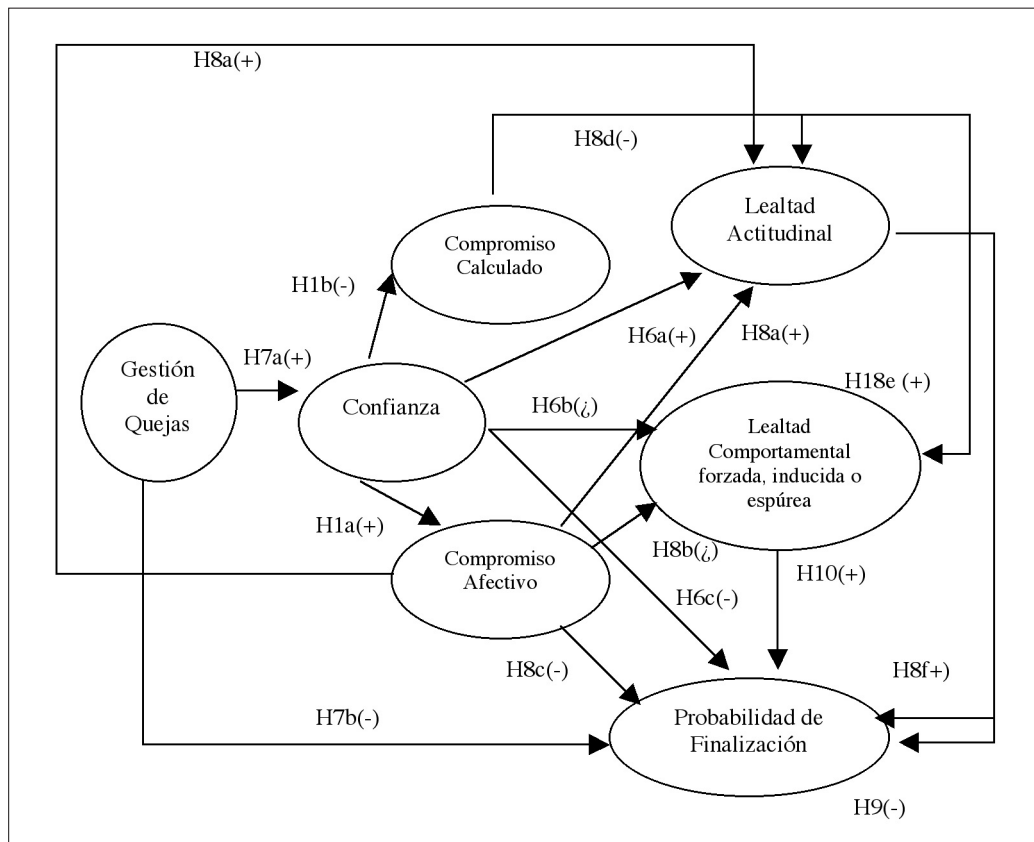 H8a(+)
H8d(-)
Lealtad
Actitudinal
Compromiso
Calculado
H1b(-)
H6a(+)
H8a(+)
H7a(+)
Gestión
de
Quejas
Confianza
H6b(¿)
H18e (+)
Lealtad
Comportamental
forzada, inducida o
espúrea
H1a(+)
Compromiso
Afectivo
H8b(¿)
H10(+)
H6c(-)
H8c(-)
H8f+)
H7b(-)
Probabilidad de
Finalización
H9(-)